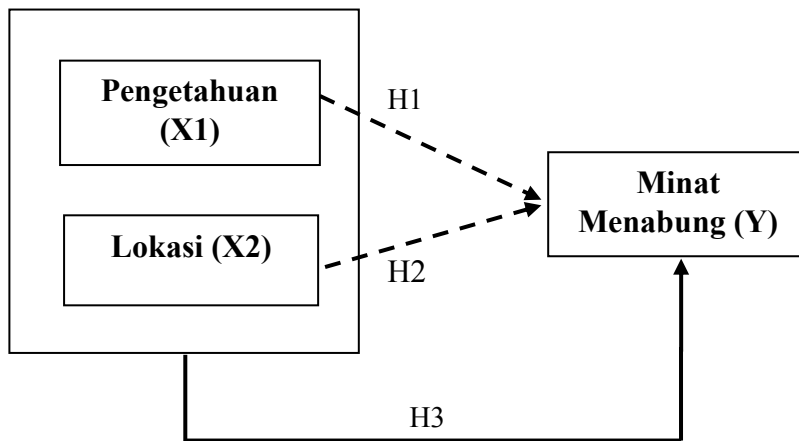 Pengetahuan
(X1)
H1
Minat
Menabung (Y)
Lokasi (X2)
H2
H3